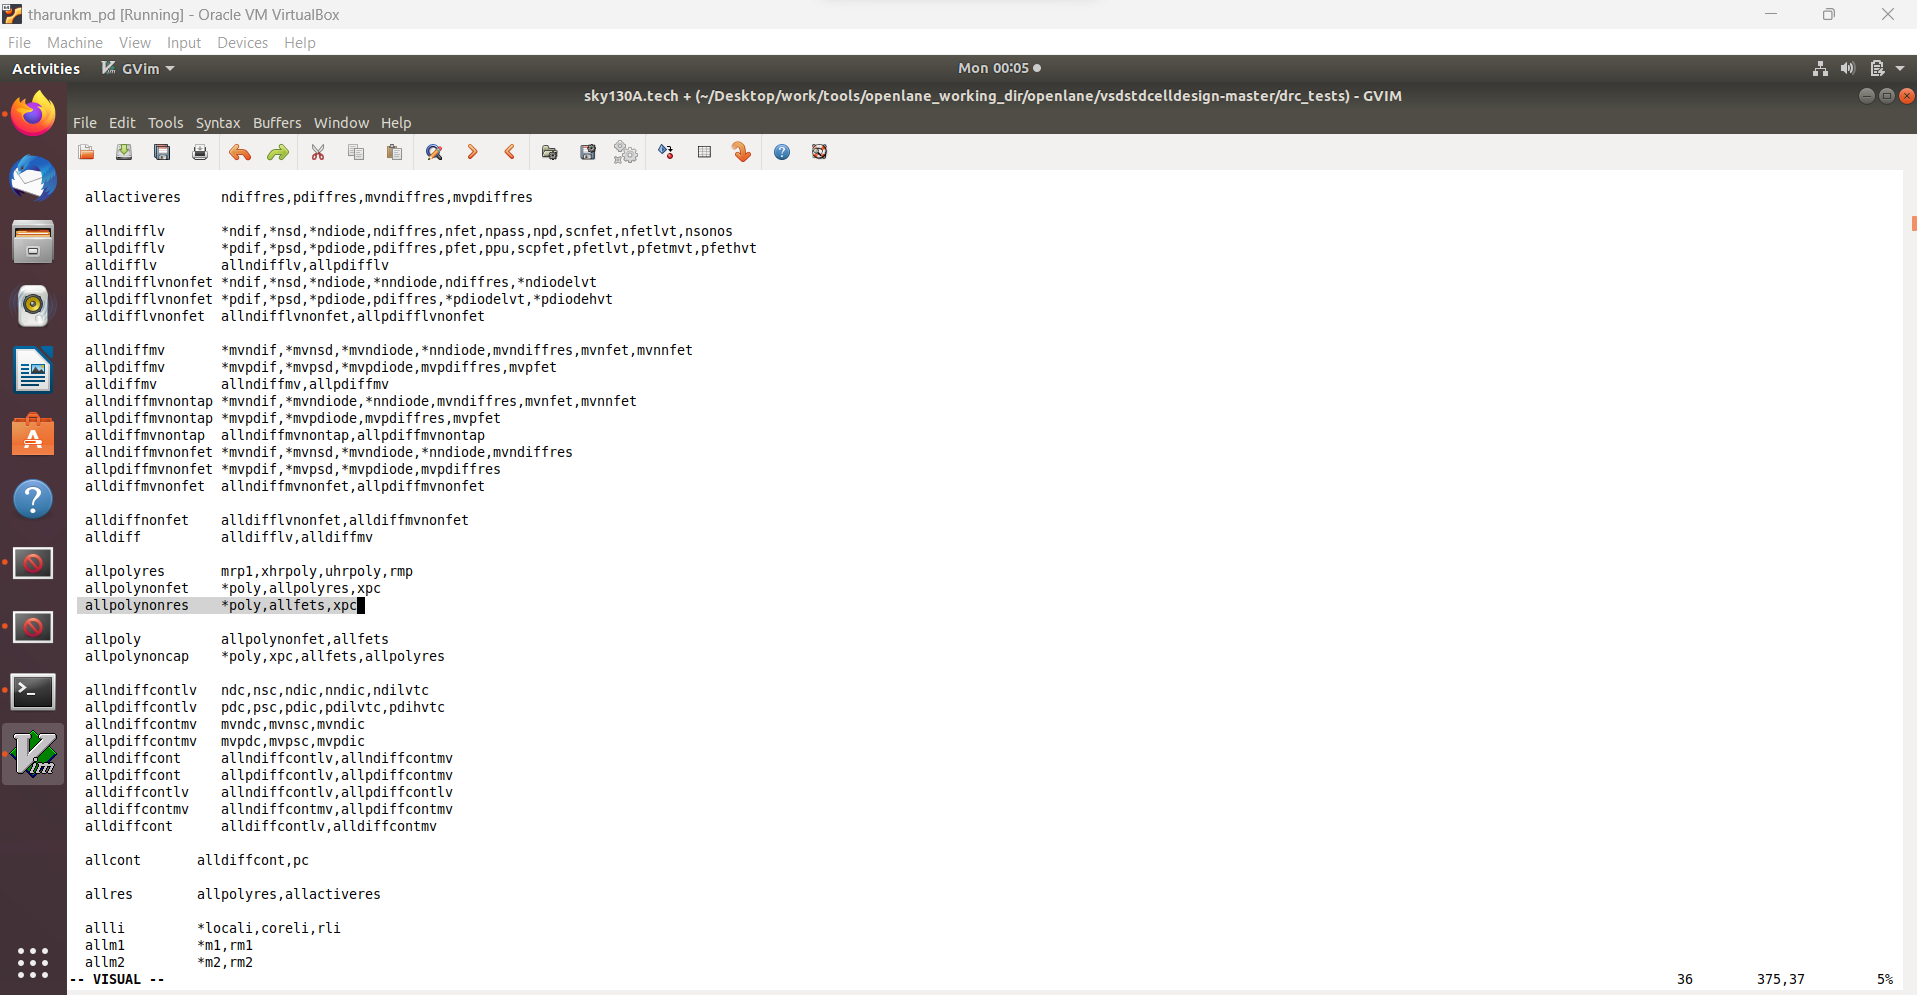 tharunkm_pd [Running] - Oracle VM VirtualBox
File Machine View Input Devices Help
Activities GVim Mon 00:05
sky130A.tech + (~/Desktop/work/tools/openlane_working_dir/openlane/vsdstdcelldesign-master/drc_tests) - GVIM
File Edit Tools Syntax Buffers Window Help
allactiveres ndiffres,pdiffres,mvndiffres,mvpdiffres
allndifflv *ndif,*nsd,*ndiode,ndiffres,nfet,npass,npd,scnfet,nfetlvt,nsonos
allpdifflv *pdif,*psd,*pdiode,pdiffres,pfet,ppu,scpfet,pfetlvt,pfetmvt,pfethvt
alldifflv allndifflv,allpdifflv
allndifflvnonfet *ndif,*nsd,*ndiode,*nndiode,ndiffres,*ndiodelvt
allpdifflvnonfet *pdif,*psd,*pdiode,pdiffres,*pdiodelvt,*pdiodehvt
alldifflvnonfet allndifflvnonfet,allpdifflvnonfet
allndiffmv *mvndif,*mvnsd,*mvndiode,*nndiode,mvndiffres,mvnfet,mvnnfet
allpdiffmv *mvpdif,*mvpsd,*mvpdiode,mvpdiffres,mvpfet
alldiffmv allndiffmv,allpdiffmv
allndiffmvnontap *mvndif,*mvndiode,*nndiode,mvndiffres,mvnfet,mvnnfet
allpdiffmvnontap *mvpdif,*mvpdiode,mvpdiffres,mvpfet
alldiffmvnontap allndiffmvnontap,allpdiffmvnontap
allndiffmvnonfet *mvndif,*mvnsd,*mvndiode,*nndiode,mvndiffres
allpdiffmvnonfet *mvpdif,*mvpsd,*mvpdiode,mvpdiffres
alldiffmvnonfet allndiffmvnonfet,allpdiffmvnonfet
alldiffnonfet alldifflvnonfet,alldiffmvnonfet
alldiff alldifflv,alldiffmv
allpolyres mrp1,xhrpoly,uhrpoly,rmp
allpolynonfet *poly,allpolyres,xpc
allpolynonres *poly,allfets,xpc
allpoly allpolynonfet,allfets
allpolynoncap *poly,xpc,allfets,allpolyres
allndiffcontlv ndc,nsc,ndic,nndic,ndilvtc
allpdiffcontlv pdc,psc,pdic,pdilvtc,pdihvtc
allndiffcontmv mvndc,mvnsc,mvndic
allpdiffcontmv mvpdc,mvpsc,mvpdic
allndiffcont allndiffcontlv,allndiffcontmv
allpdiffcont allpdiffcontlv,allpdiffcontmv
alldiffcontlv allndiffcontlv,allpdiffcontlv
alldiffcontmv allndiffcontmv,allpdiffcontmv
alldiffcont alldiffcontlv,alldiffcontmv
allcont alldiffcont,pc
allres allpolyres,allactiveres
allli *locali,coreli,rli
allm1 *m1,rm1
allm2 *m2,rm2
-- VISUAL -- 36 375,37 5%